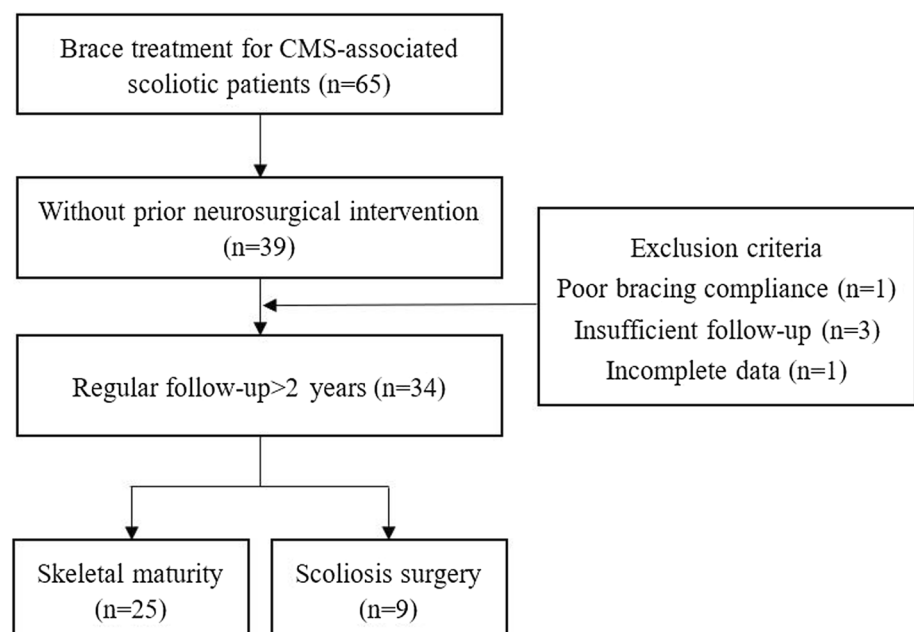 Brace treatment for CMS-associated
scoliotic patients (n=65)
Without prior neurosurgical intervention
(n=39)
Exclusion criteria
Poor bracing compliance (n=1)
Insufficient follow-up (n=3)
Incomplete data (n=1)
Regular follow-up>2 years (n=34)
Skeletal maturity
(n=25)
Scoliosis surgery
(n=9)